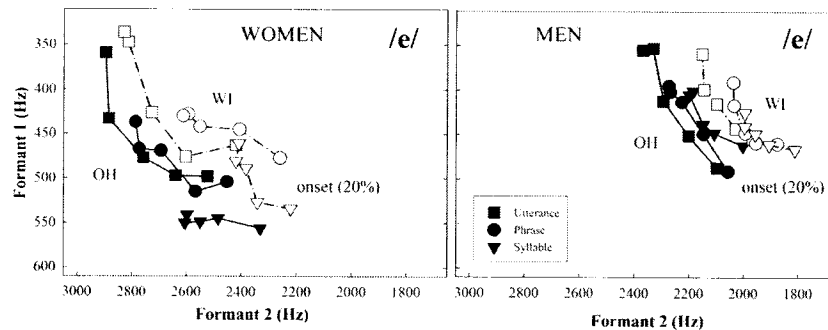 WOMEN /e/
MEN /e/
350
400
450
500
550
600
Formant 1 (Hz)
WI
OH
onset (20%)
WI
OH
onset (20%)
Utterance
Phrase
Syllable
3000 2800 2600 2400 2200 2000 1800
3000 2800 2600 2400 2200 2000 1800
Formant 2 (Hz)
Formant 2 (Hz)